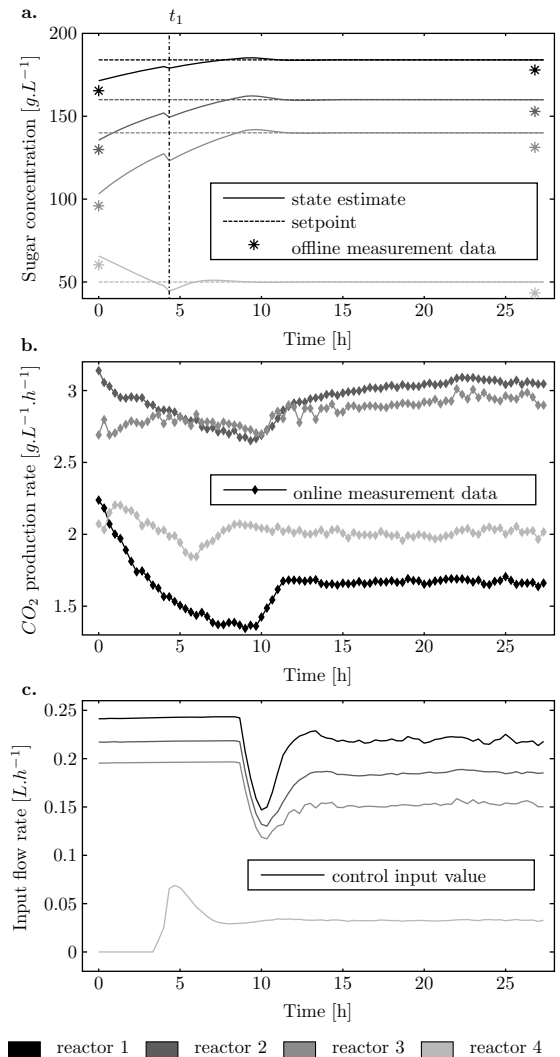 a.
t1
Sugar concentration [g.L−1]
200
150
100
50
state estimate
setpoint
offline measurement data
0 5 10 15 20 25
Time [h]
b.
CO2 production rate [g.L−1.h−1]
3
2.5
2
1.5
online measurement data
0 5 10 15 20 25
Time [h]
c.
Input flow rate [L.h−1]
0.25
0.2
0.15
0.1
0.05
0
control input value
0 5 10 15 20 25
Time [h]
reactor 1 reactor 2 reactor 3 reactor 4